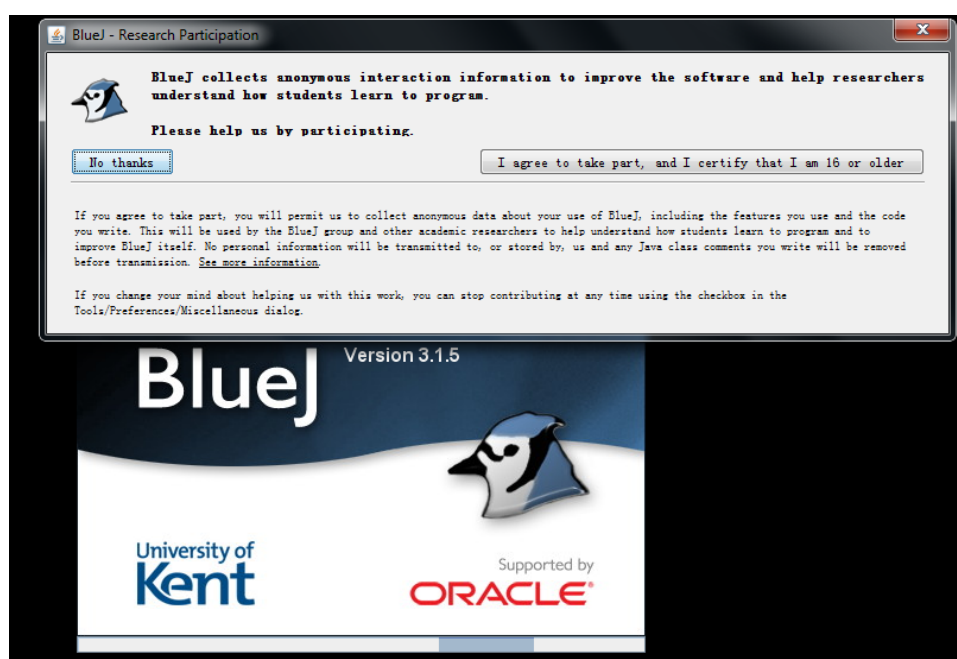 BlueJ - Research Participation
BlueJ collects anonymous interaction information to improve the software and help researchers
understand how students learn to program.
Please help us by participating.
No thanks
I agree to take part, and I certify that I am 16 or older
If you agree to take part, you will permit us to collect anonymous data about your use of BlueJ, including the features you use and the code
you write. This will be used by the BlueJ group and other academic researchers to help understand how students learn to program and to
improve BlueJ itself. No personal information will be transmitted to, or stored by, us and any Java class comments you write will be removed
before transmission. See more information.
If you change your mind about helping us with this work, you can stop contributing at any time using the checkbox in the
Tools/Preferences/Miscellaneous dialog.
BlueJ
Version 3.1.5
University of
Kent
Supported by
ORACLE®